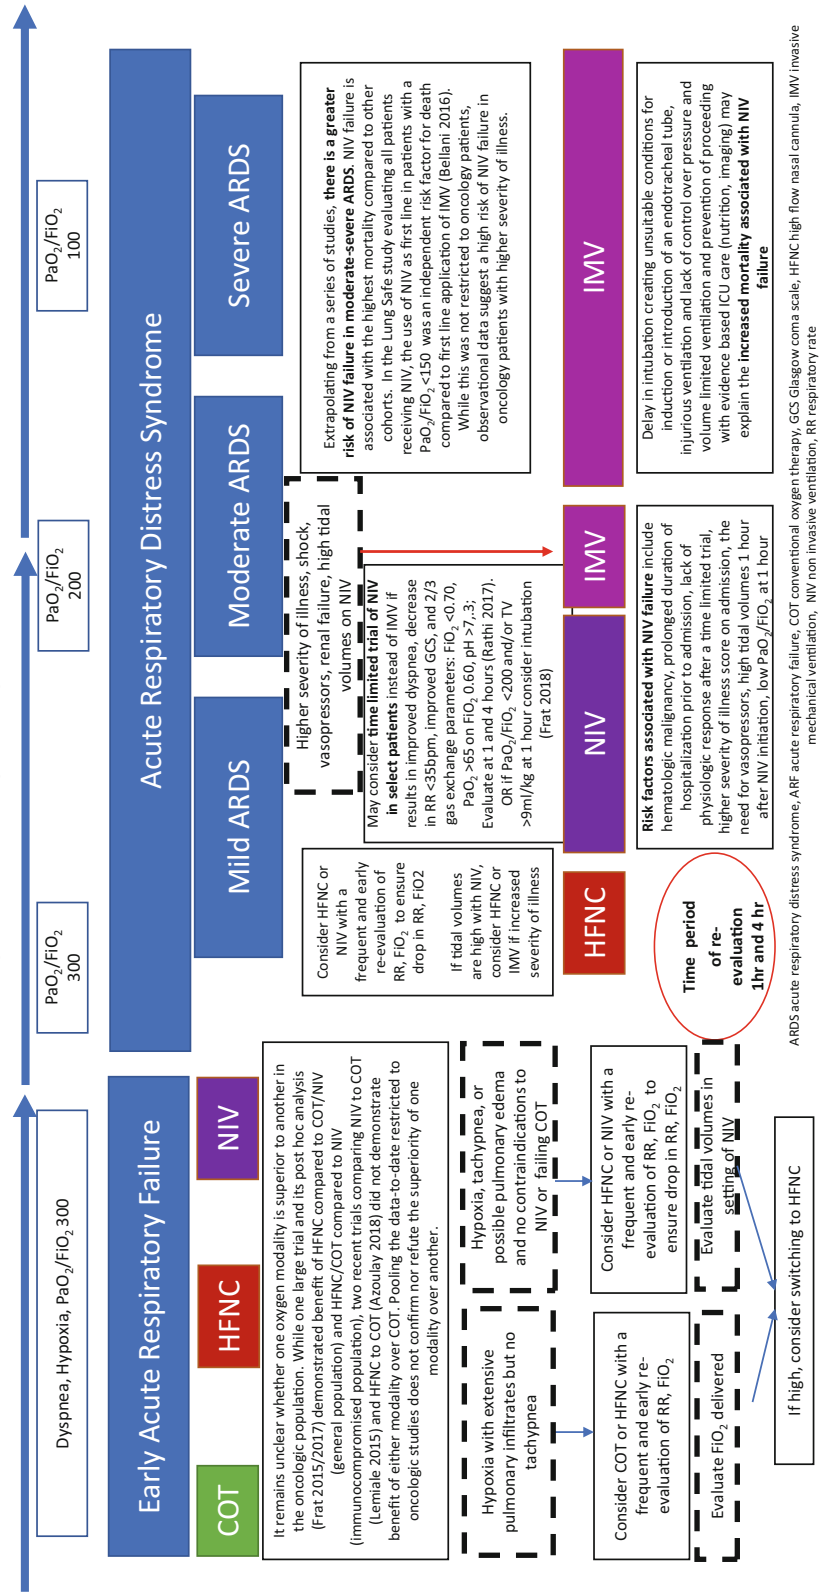 Dyspnea, Hypoxia, PaO₂/FiO₂ 300
PaO₂/FiO₂
300
PaO₂/FiO₂
200
PaO₂/FiO₂
100
Early Acute Respiratory Failure
Acute Respiratory Distress Syndrome
COT
HFNC
NIV
Mild ARDS
Moderate ARDS
Severe ARDS
It remains unclear whether one oxygen modality is superior to another in
the oncologic population. While one large trial and its post hoc analysis
(Frat 2015/2017) demonstrated benefit of HFNC compared to COT/NIV
(general population) and HFNC/COT compared to NIV
(immunocompromised population), two recent trials comparing NIV to COT
(Lemiale 2015) and HFNC to COT (Azoulay 2018) did not demonstrate
benefit of either modality over COT. Pooling the data-to-date restricted to
oncologic studies does not confirm nor refute the superiority of one
modality over another.
Hypoxia with extensive
pulmonary infiltrates but no
tachypnea
Hypoxia, tachypnea, or
possible pulmonary edema
and no contraindications to
NIV or failing COT
Consider COT or HFNC with a
frequent and early re-
evaluation of RR, FiO₂
Consider HFNC or NIV with a
frequent and early re-
evaluation of RR, FiO₂ to
ensure drop in RR, FiO₂
Evaluate FiO₂ delivered
Evaluate tidal volumes in
setting of NIV
If high, consider switching to HFNC
Consider HFNC or
NIV with a
frequent and early
re-evaluation of
RR, FiO₂ to ensure
drop in RR, FiO2
If tidal volumes
are high with NIV,
consider HFNC or
IMV if increased
severity of illness
Higher severity of illness, shock,
vasopressors, renal failure, high tidal
volumes on NIV
May consider time limited trial of NIV
in select patients instead of IMV if
results in improved dyspnea, decrease
in RR <35bpm, improved GCS, and 2/3
gas exchange parameters: FiO₂ <0.70,
PaO₂ >65 on FiO₂ 0.60, pH >7,.3;
Evaluate at 1 and 4 hours (Rathi 2017).
OR if PaO₂/FiO₂ <200 and/or TV
>9ml/kg at 1 hour consider intubation
(Frat 2018)
Extrapolating from a series of studies, there is a greater
risk of NIV failure in moderate-severe ARDS. NIV failure is
associated with the highest mortality compared to other
cohorts. In the Lung Safe study evaluating all patients
receiving NIV, the use of NIV as first line in patients with a
PaO₂/FiO₂ <150 was an independent risk factor for death
compared to first line application of IMV (Bellani 2016).
While this was not restricted to oncology patients,
observational data suggest a high risk of NIV failure in
oncology patients with higher severity of illness.
HFNC
NIV
IMV
IMV
Time period
of re-
evaluation
1hr and 4 hr
Risk factors associated with NIV failure include
hematologic malignancy, prolonged duration of
hospitalization prior to admission, lack of
physiologic response after a time limited trial,
higher severity of illness score on admission, the
need for vasopressors, high tidal volumes 1 hour
after NIV initiation, low PaO₂/FiO₂ at 1 hour
Delay in intubation creating unsuitable conditions for
induction or introduction of an endotracheal tube,
injurious ventilation and lack of control over pressure and
volume limited ventilation and prevention of proceeding
with evidence based ICU care (nutrition, imaging) may
explain the increased mortality associated with NIV
failure
ARDS acute respiratory distress syndrome, ARF acute respiratory failure, COT conventional oxygen therapy, GCS Glasgow coma scale, HFNC high flow nasal cannula, IMV invasive
mechanical ventilation, NIV non invasive ventilation, RR respiratory rate